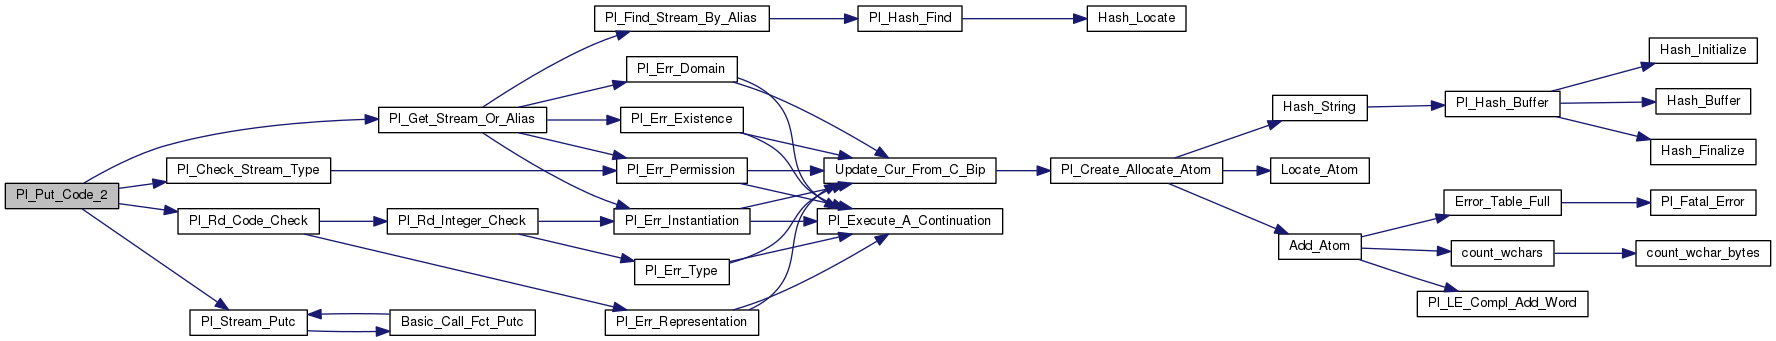 Pl_Put_Code_2
Pl_Get_Stream_Or_Alias
Pl_Check_Stream_Type
Pl_Rd_Code_Check
Pl_Stream_Putc
Pl_Rd_Integer_Check
Basic_Call_Fct_Putc
Pl_Find_Stream_By_Alias
Pl_Err_Domain
Pl_Err_Existence
Pl_Err_Permission
Pl_Err_Instantiation
Pl_Err_Type
Pl_Err_Representation
Pl_Hash_Find
Update_Cur_From_C_Bip
Pl_Execute_A_Continuation
Hash_Locate
Pl_Create_Allocate_Atom
Hash_String
Locate_Atom
Add_Atom
Pl_Hash_Buffer
Error_Table_Full
count_wchars
Pl_LE_Compl_Add_Word
Hash_Initialize
Hash_Buffer
Hash_Finalize
Pl_Fatal_Error
count_wchar_bytes